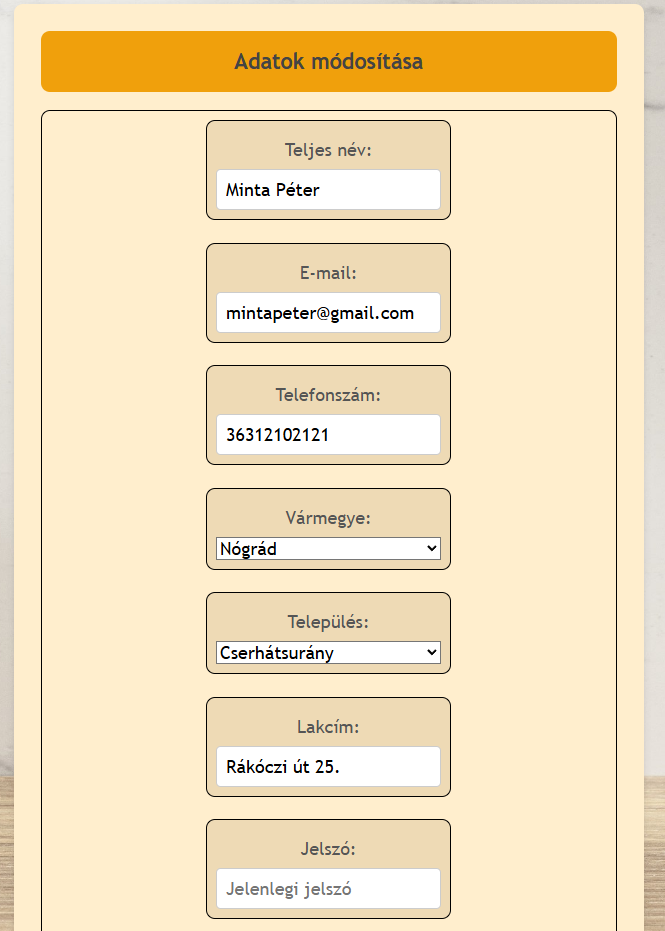 Adatok módosítása
Teljes név:
Minta Péter
E-mail:
mintapeter@gmail.com
Telefonszám:
36312102121
Vármegye:
Nógrád
Település:
Cserhátsurány
Lakcím:
Rákóczi út 25.
Jelszó:
Jelenlegi jelszó